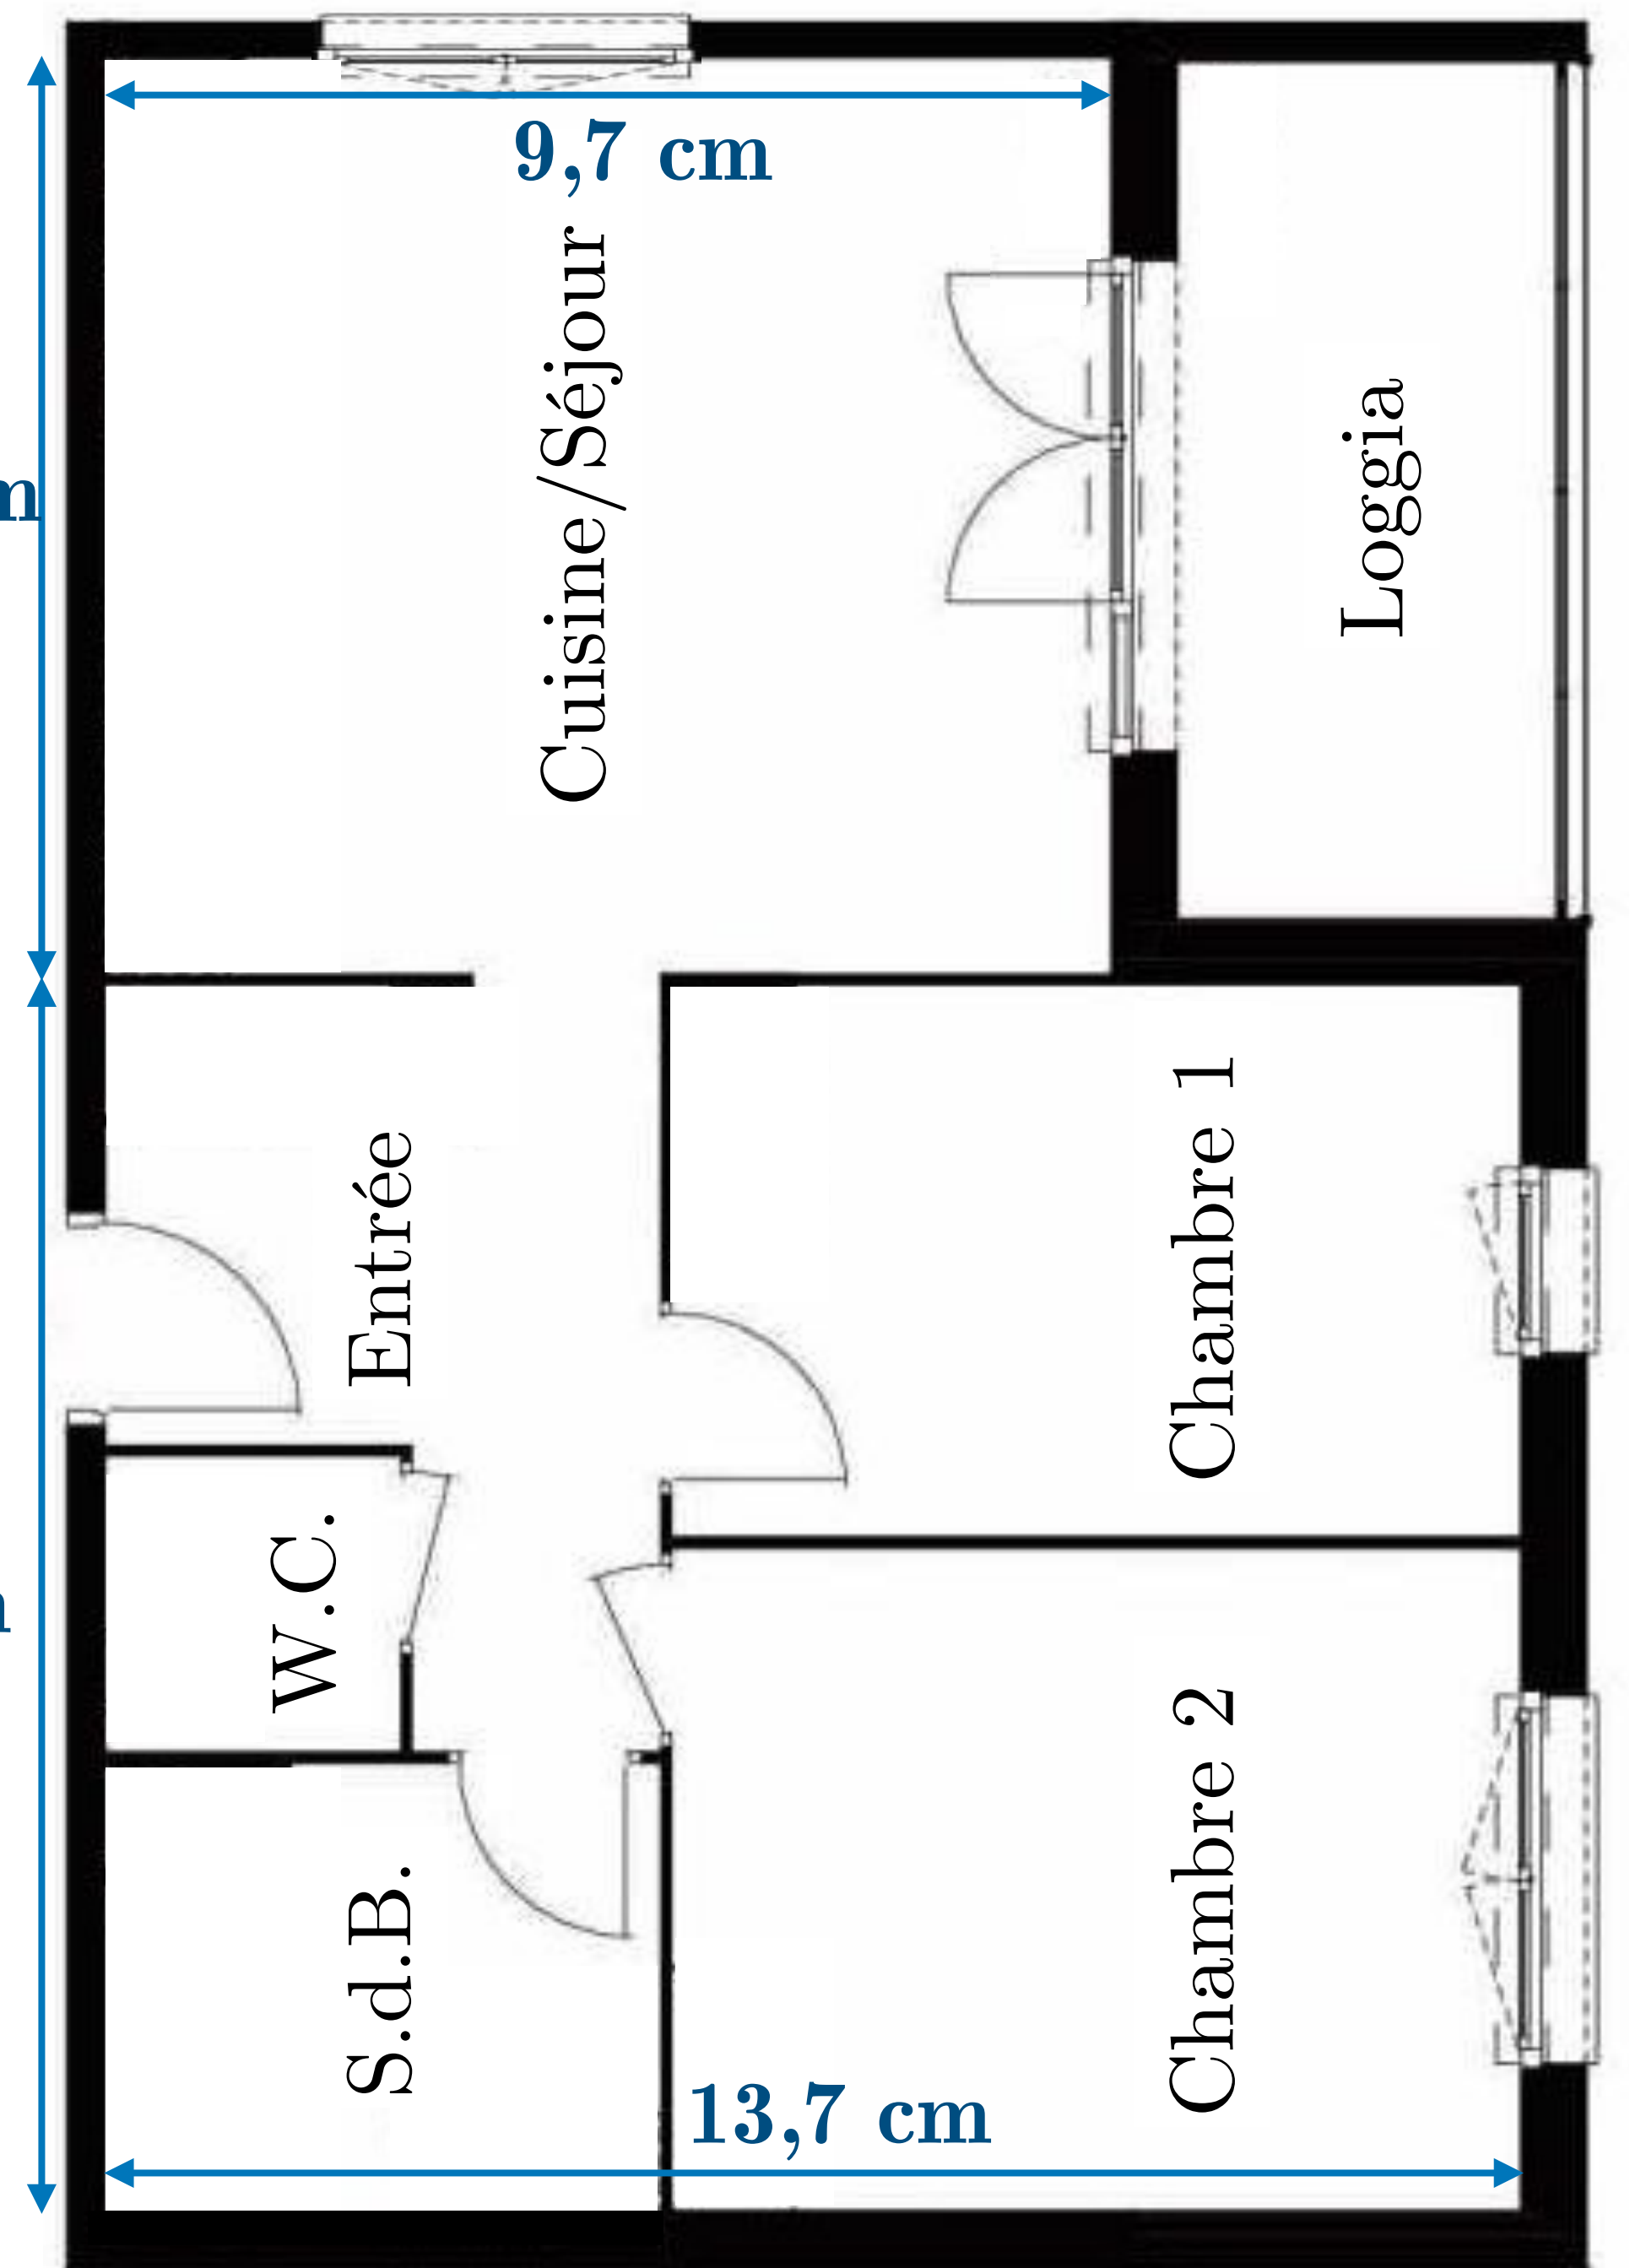 9,7 cm
Cuisine/Séjour
Loggia
Entrée
Chambre 1
W.C.
S.d.B.
Chambre 2
13,7 cm